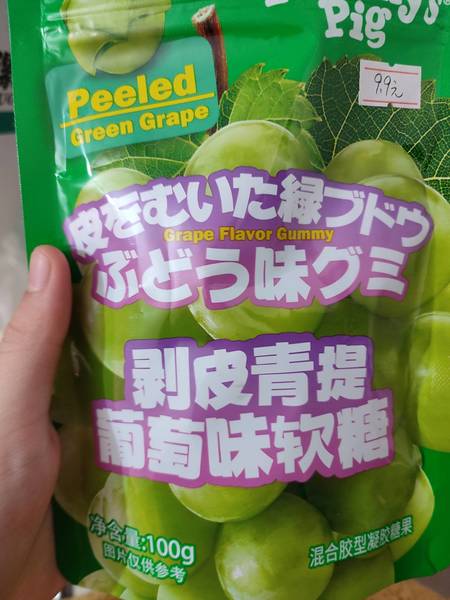 Pig
9.9元
Peeled
Green Grape
皮をむいた緑ブドウ
Grape Flavor Gummy
ぶどう味グミ
剥皮青提
葡萄味软糖
净含量:100g
图片仅供参考
混合胶型凝胶糖果